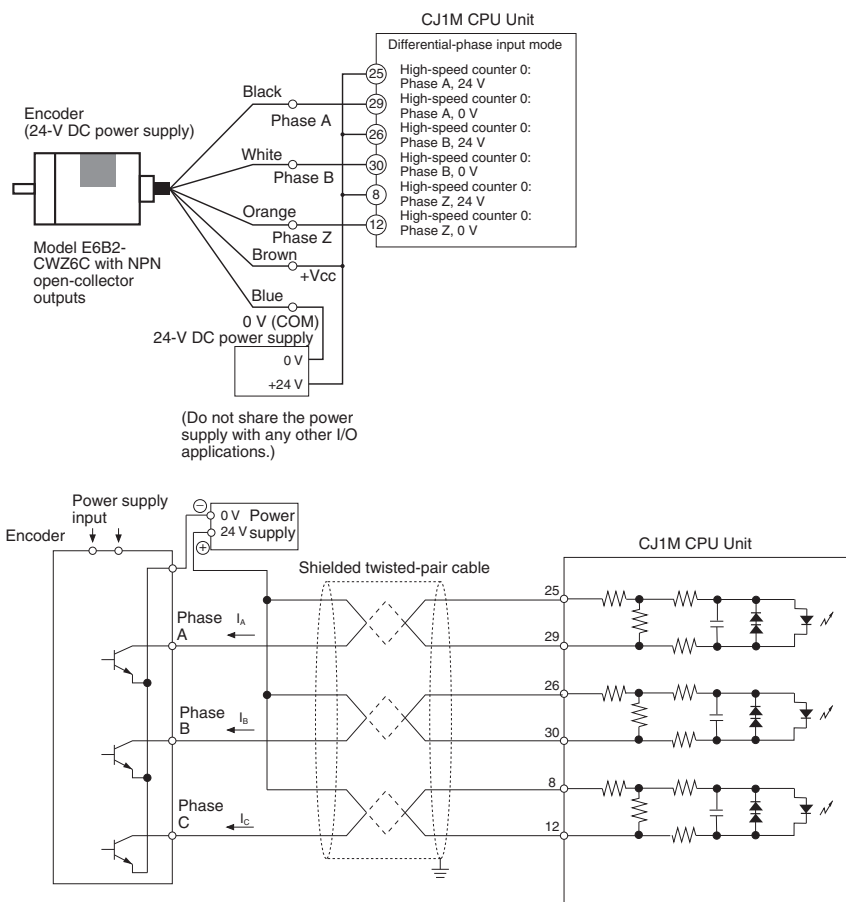 CJ1M CPU Unit
Differential-phase input mode
Encoder
(24-V DC power supply)
Black
Phase A
White
Phase B
Orange
Phase Z
Brown
+Vcc
Blue
0 V (COM)
Model E6B2-
CWZ6C with NPN
open-collector
outputs
25
High-speed counter 0:
Phase A, 24 V
29
High-speed counter 0:
Phase A, 0 V
26
High-speed counter 0:
Phase B, 24 V
30
High-speed counter 0:
Phase B, 0 V
8
High-speed counter 0:
Phase Z, 24 V
12
High-speed counter 0:
Phase Z, 0 V
24-V DC power supply
0 V
+24 V
(Do not share the power
supply with any other I/O
applications.)
Power supply
input
Encoder
− 0 V Power
24 V supply
+
Shielded twisted-pair cable
CJ1M CPU Unit
Phase
A
IA
25
29
Phase
B
IB
26
30
Phase
C
IC
8
12